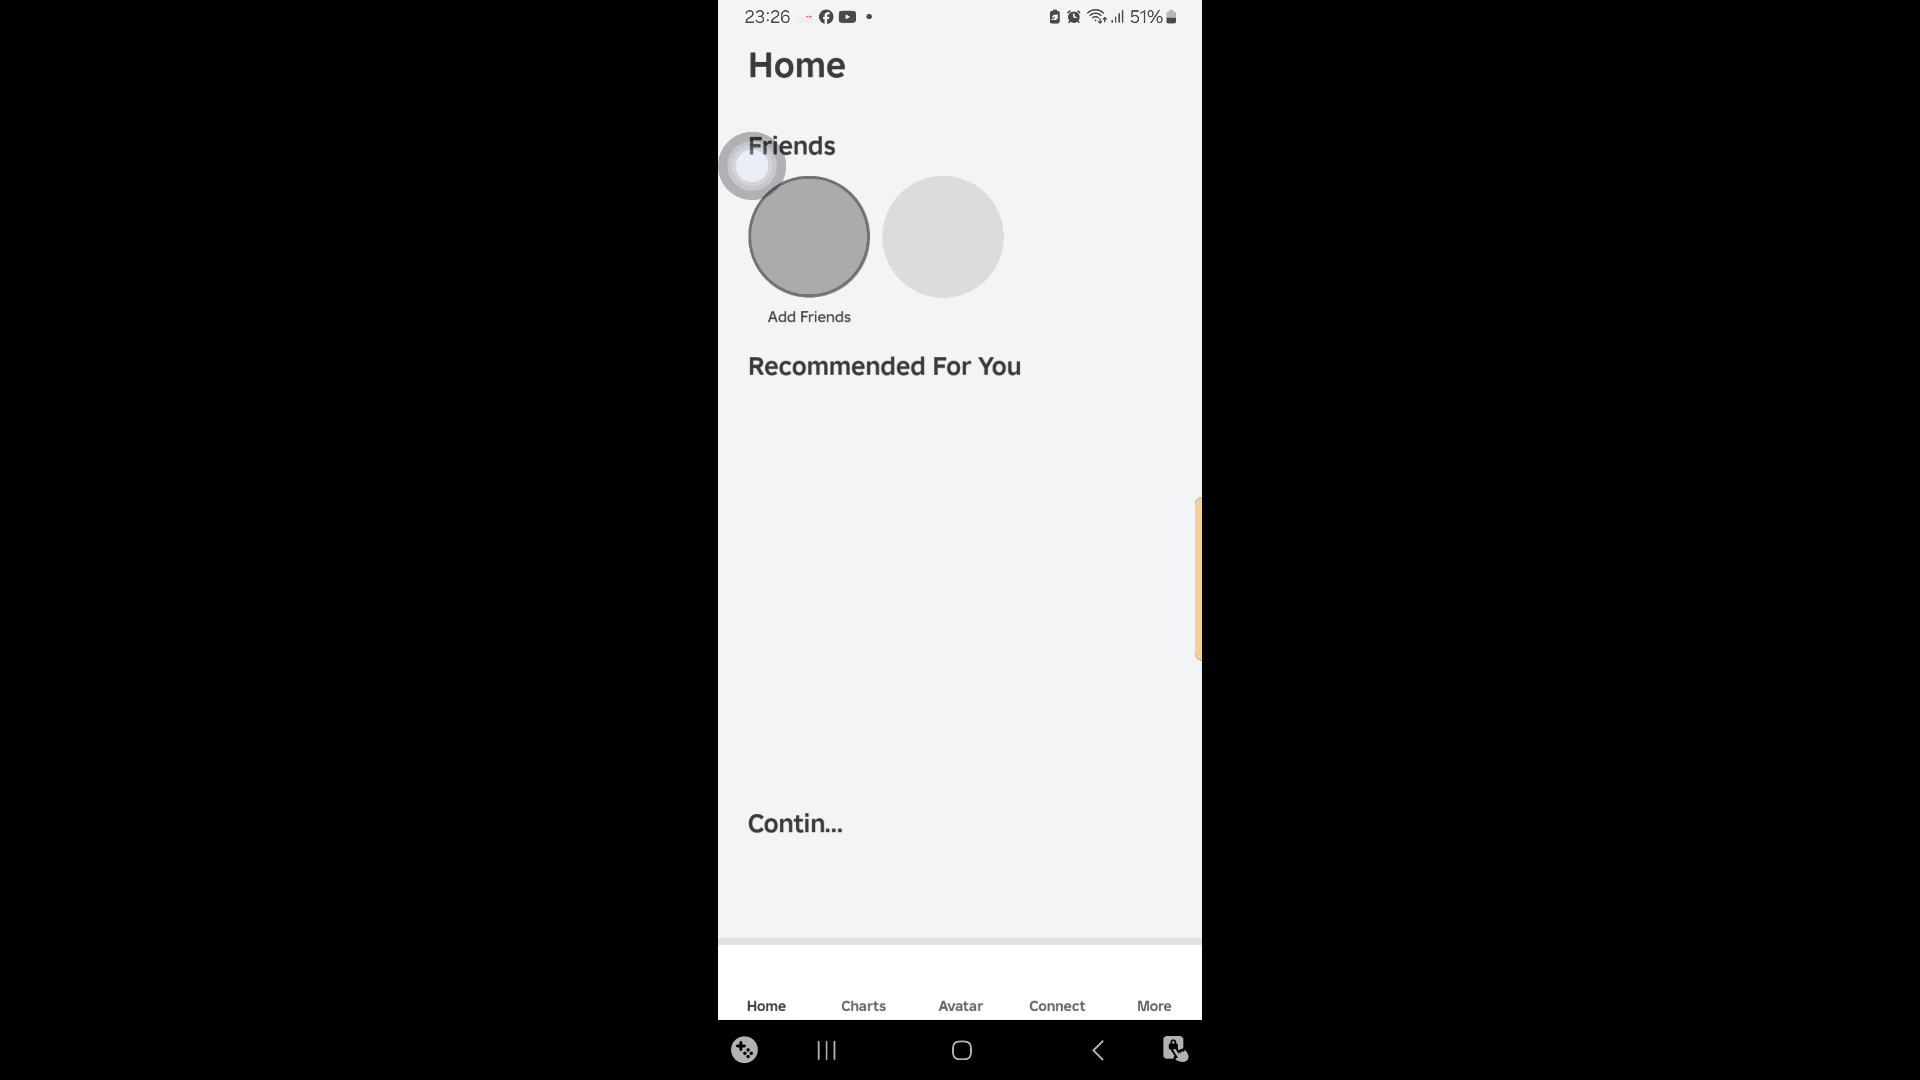 23:26
51%
Home
Friends
Add Friends
Recommended For You
Contin...
Home
Charts
Avatar
Connect
More